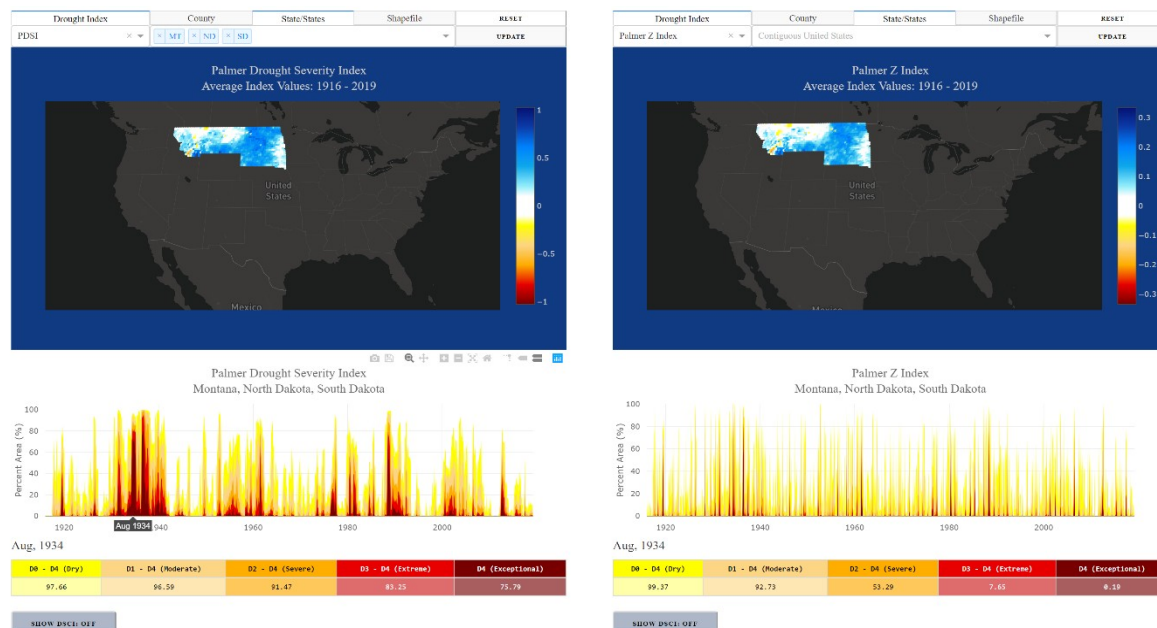 Drought Index County State/States Shapefile RESET
PDSI × MT × ND × SD UPDATE
Palmer Drought Severity Index
Average Index Values: 1916 - 2019
1
0.5
0
−0.5
−1
United
States
Mexico
Palmer Drought Severity Index
Montana, North Dakota, South Dakota
Percent Area (%)
100
80
60
40
20
0
1920 Aug 1934 940 1960 1980 2000
Aug, 1934
D0 - D4 (Dry) D1 - D4 (Moderate) D2 - D4 (Severe) D3 - D4 (Extreme) D4 (Exceptional)
97.66 96.59 91.47 83.25 75.79
SHOW DSCI: OFF
Drought Index County State/States Shapefile RESET
Palmer Z Index × Contiguous United States UPDATE
Palmer Z Index
Average Index Values: 1916 - 2019
0.3
0.2
0.1
0
−0.1
−0.2
−0.3
United
States
Mexico
Palmer Z Index
Montana, North Dakota, South Dakota
Percent Area (%)
100
80
60
40
20
0
1920 1940 1960 1980 2000
Aug, 1934
D0 - D4 (Dry) D1 - D4 (Moderate) D2 - D4 (Severe) D3 - D4 (Extreme) D4 (Exceptional)
99.37 92.73 53.29 7.65 0.19
SHOW DSCI: OFF